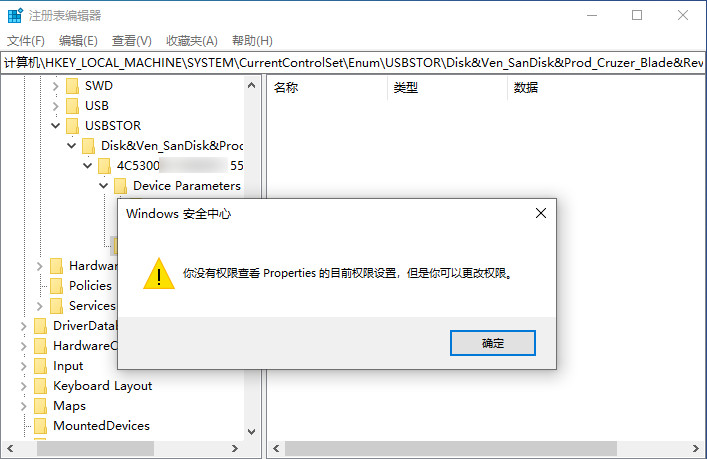 注册表编辑器
文件(F) 编辑(E) 查看(V) 收藏夹(A) 帮助(H)
计算机\HKEY_LOCAL_MACHINE\SYSTEM\CurrentControlSet\Enum\USBSTOR\Disk&Ven_SanDisk&Prod_Cruzer_Blade&Rev
名称 类型 数据
SWD
USB
USBSTOR
Disk&Ven_SanDisk&Proc
4C5300 55
Device Parameters
Windows 安全中心
你没有权限查看 Properties 的目前权限设置，但是你可以更改权限。
确定
Hardwar
Policies
Services
DriverDatab
HardwareC
Input
Keyboard Layout
Maps
MountedDevices